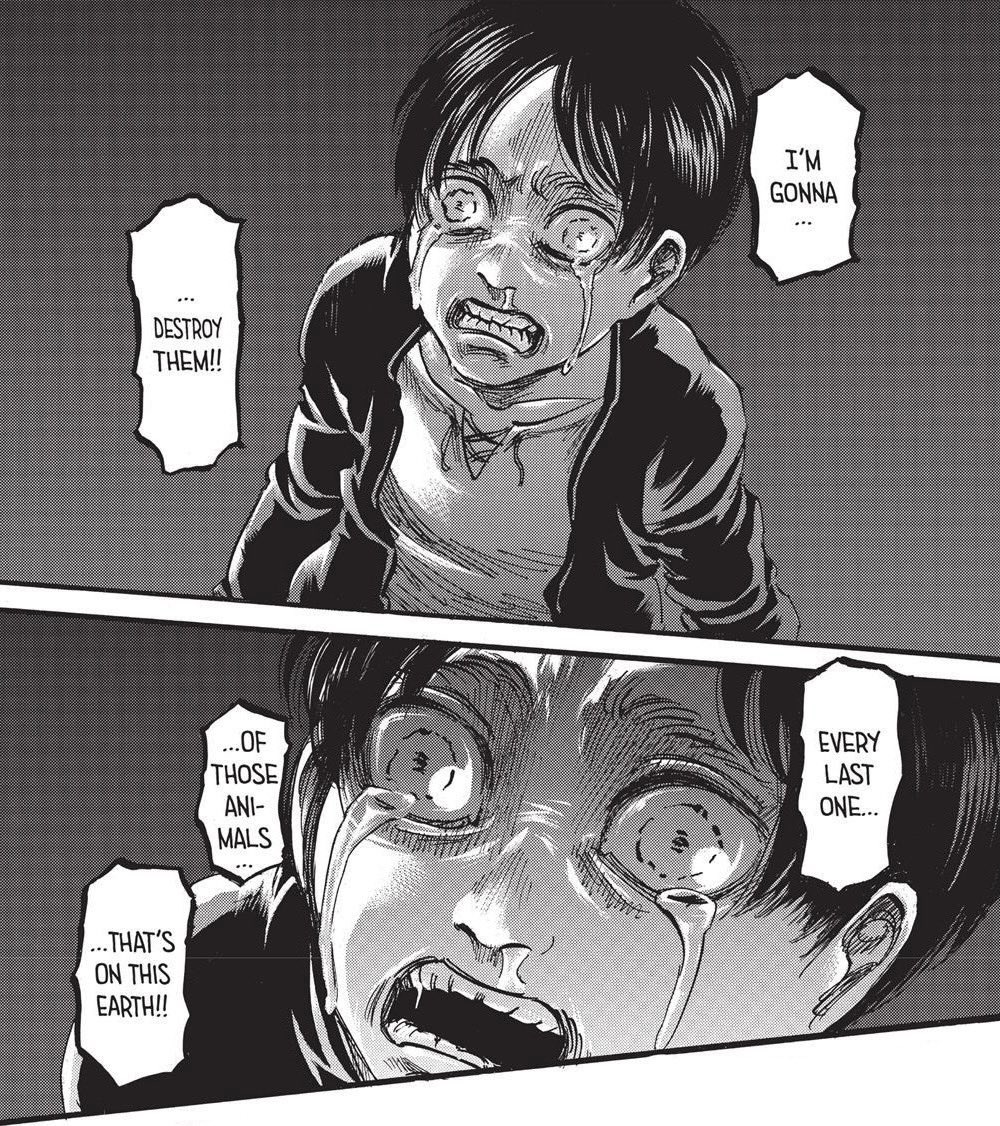 I'M
GONNA
...
...
DESTROY
THEM!!
EVERY
LAST
ONE...
...OF
THOSE
ANI-
MALS
...
...THAT'S
ON THIS
EARTH!!